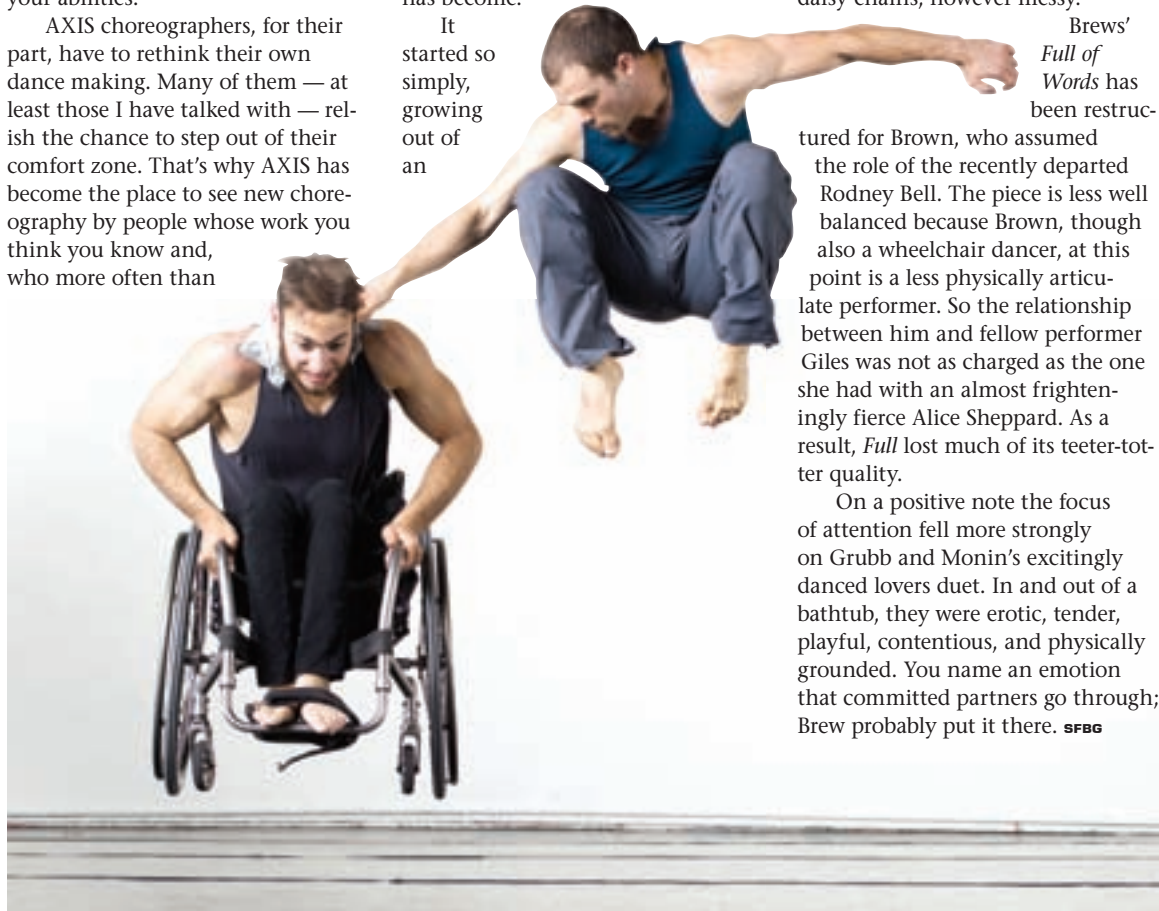 your abilities.
AXIS choreographers, for their
part, have to rethink their own
dance making. Many of them — at
least those I have talked with — rel-
ish the chance to step out of their
comfort zone. That's why AXIS has
become the place to see new chore-
ography by people whose work you
think you know and,
who more often than
has become.
It
started so
simply,
growing
out of
an
daisy chains, however messy.
Brews'
Full of
Words has
been restruc-
tured for Brown, who assumed
the role of the recently departed
Rodney Bell. The piece is less well
balanced because Brown, though
also a wheelchair dancer, at this
point is a less physically articu-
late performer. So the relationship
between him and fellow performer
Giles was not as charged as the one
she had with an almost frighten-
ingly fierce Alice Sheppard. As a
result, Full lost much of its teeter-tot-
ter quality.
On a positive note the focus
of attention fell more strongly
on Grubb and Monin's excitingly
danced lovers duet. In and out of a
bathtub, they were erotic, tender,
playful, contentious, and physically
grounded. You name an emotion
that committed partners go through;
Brew probably put it there. SFBG